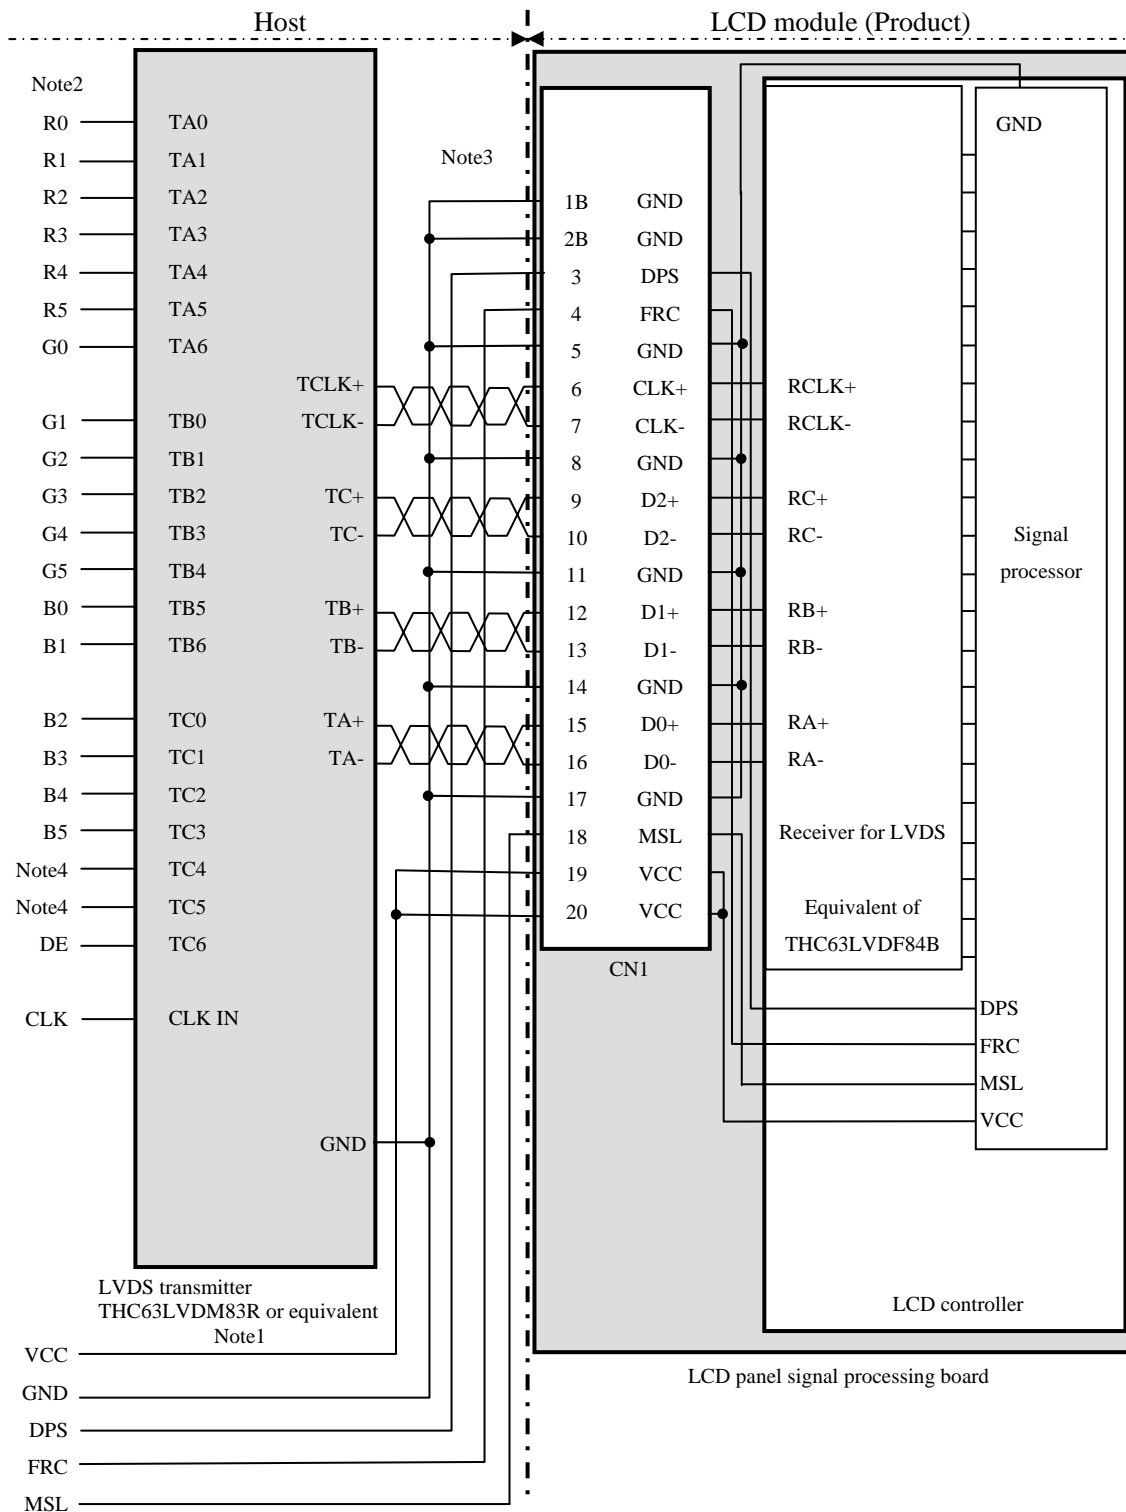 Host LCD module (Product)
Note2
R0 TA0
R1 TA1
R2 TA2
R3 TA3
R4 TA4
R5 TA5
G0 TA6
TCLK+
G1 TB0 TCLK-
G2 TB1
G3 TB2 TC+
G4 TB3 TC-
G5 TB4
B0 TB5 TB+
B1 TB6 TB-
B2 TC0 TA+
B3 TC1 TA-
B4 TC2
B5 TC3
Note4 TC4
Note4 TC5
DE TC6
CLK CLK IN
GND
LVDS transmitter
THC63LVDM83R or equivalent
Note1
VCC
GND
DPS
FRC
MSL
Note3
1B GND
2B GND
3 DPS
4 FRC
5 GND
6 CLK+
7 CLK-
8 GND
9 D2+
10 D2-
11 GND
12 D1+
13 D1-
14 GND
15 D0+
16 D0-
17 GND
18 MSL
19 VCC
20 VCC
CN1
RCLK+
RCLK-
RC+
RC-
RB+
RB-
RA+
RA-
Receiver for LVDS
Equivalent of
THC63LVDF84B
GND
Signal
processor
DPS
FRC
MSL
VCC
LCD controller
LCD panel signal processing board